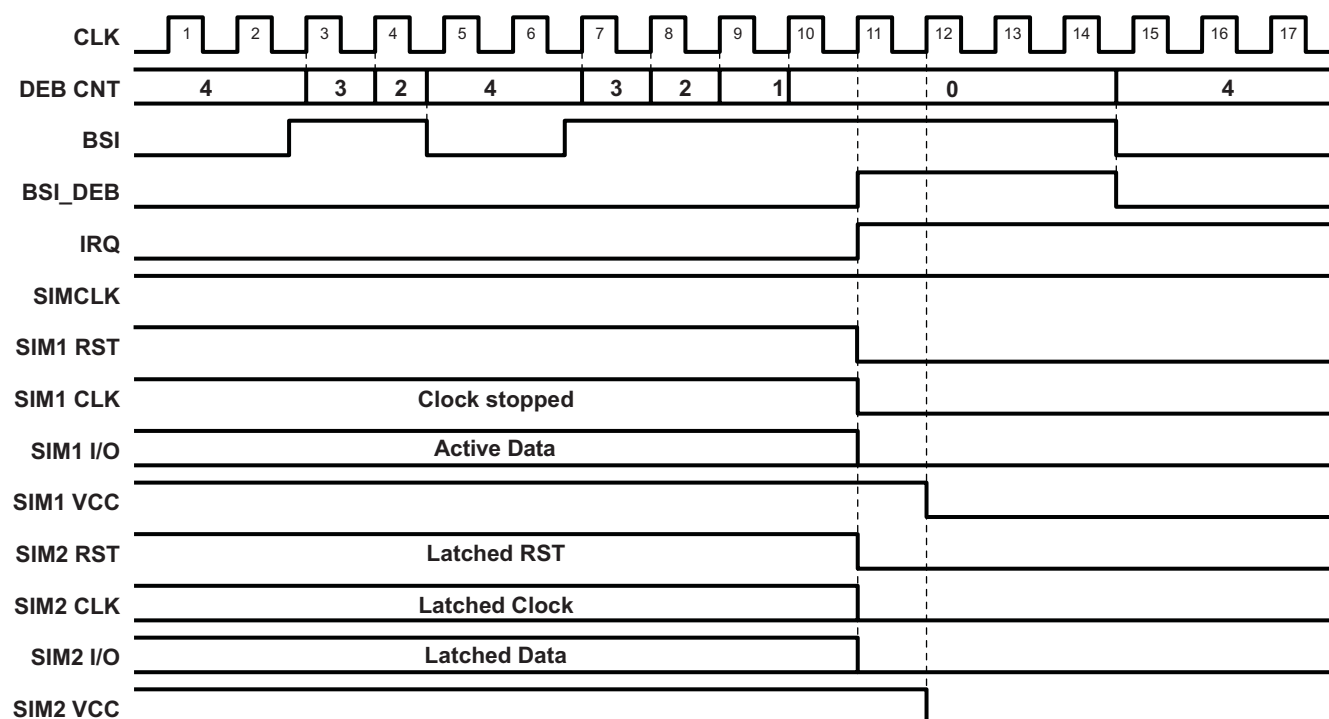 CLK 1 2 3 4 5 6 7 8 9 10 11 12 13 14 15 16 17
DEB CNT 4 3 2 4 3 2 1 0 4
BSI
BSI_DEB
IRQ
SIMCLK
SIM1 RST
SIM1 CLK Clock stopped
SIM1 I/O Active Data
SIM1 VCC
SIM2 RST Latched RST
SIM2 CLK Latched Clock
SIM2 I/O Latched Data
SIM2 VCC